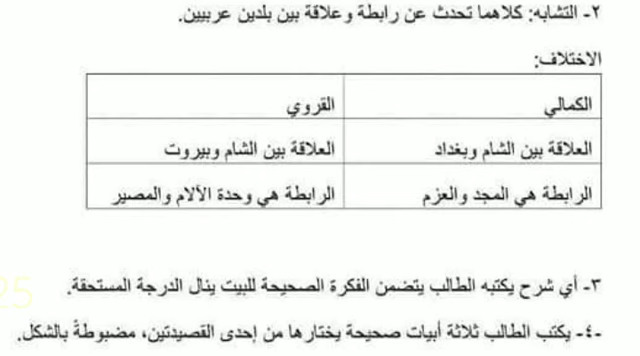 ٢- التشابه: كلاهما تحدث عن رابطة وعلاقة بين بلدين عربيين.
الاختلاف:
الكمالي القروي
العلاقة بين الشام وبغداد العلاقة بين الشام وبيروت
الرابطة هي المجد والعزم الرابطة هي وحدة الآلام والمصير
٣- أي شرح يكتبه الطالب يتضمن الفكرة الصحيحة للبيت ينال الدرجة المستحقة.
25
-٤- يكتب الطالب ثلاثة أبيات صحيحة يختارها من إحدى القصيدتين، مضبوطةً بالشكل.